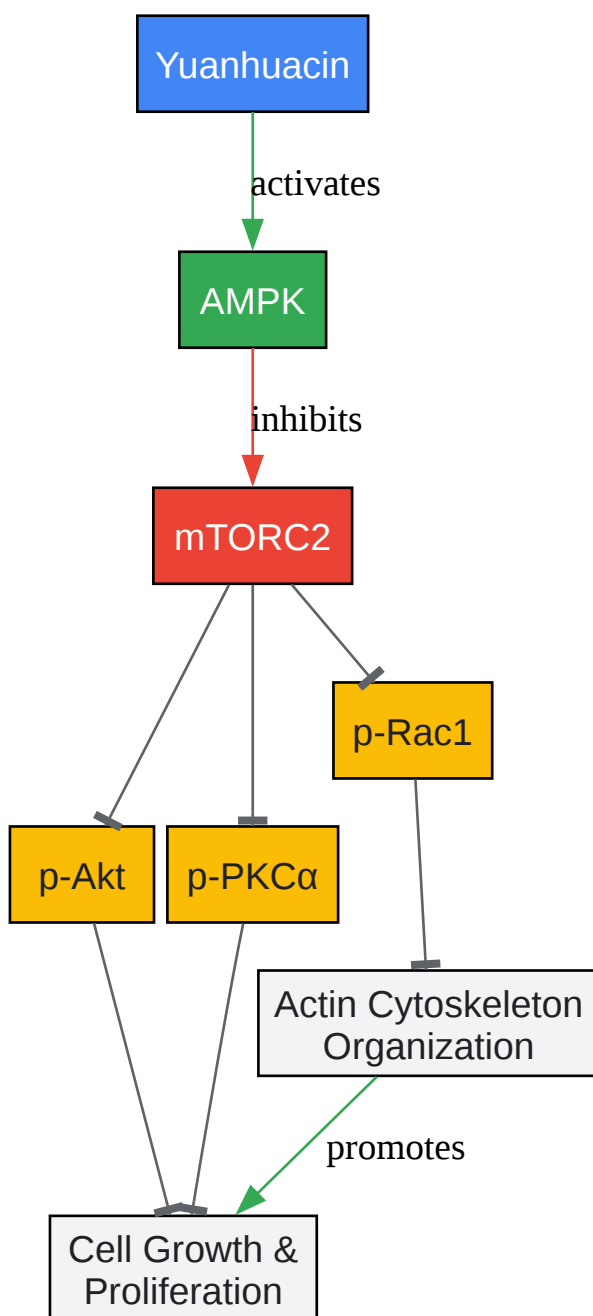 Yuanhuacin
activates
AMPK
inhibits
mTORC2
p-Rac1
p-Akt
p-PKCα
Actin Cytoskeleton
Organization
promotes
Cell Growth &
Proliferation